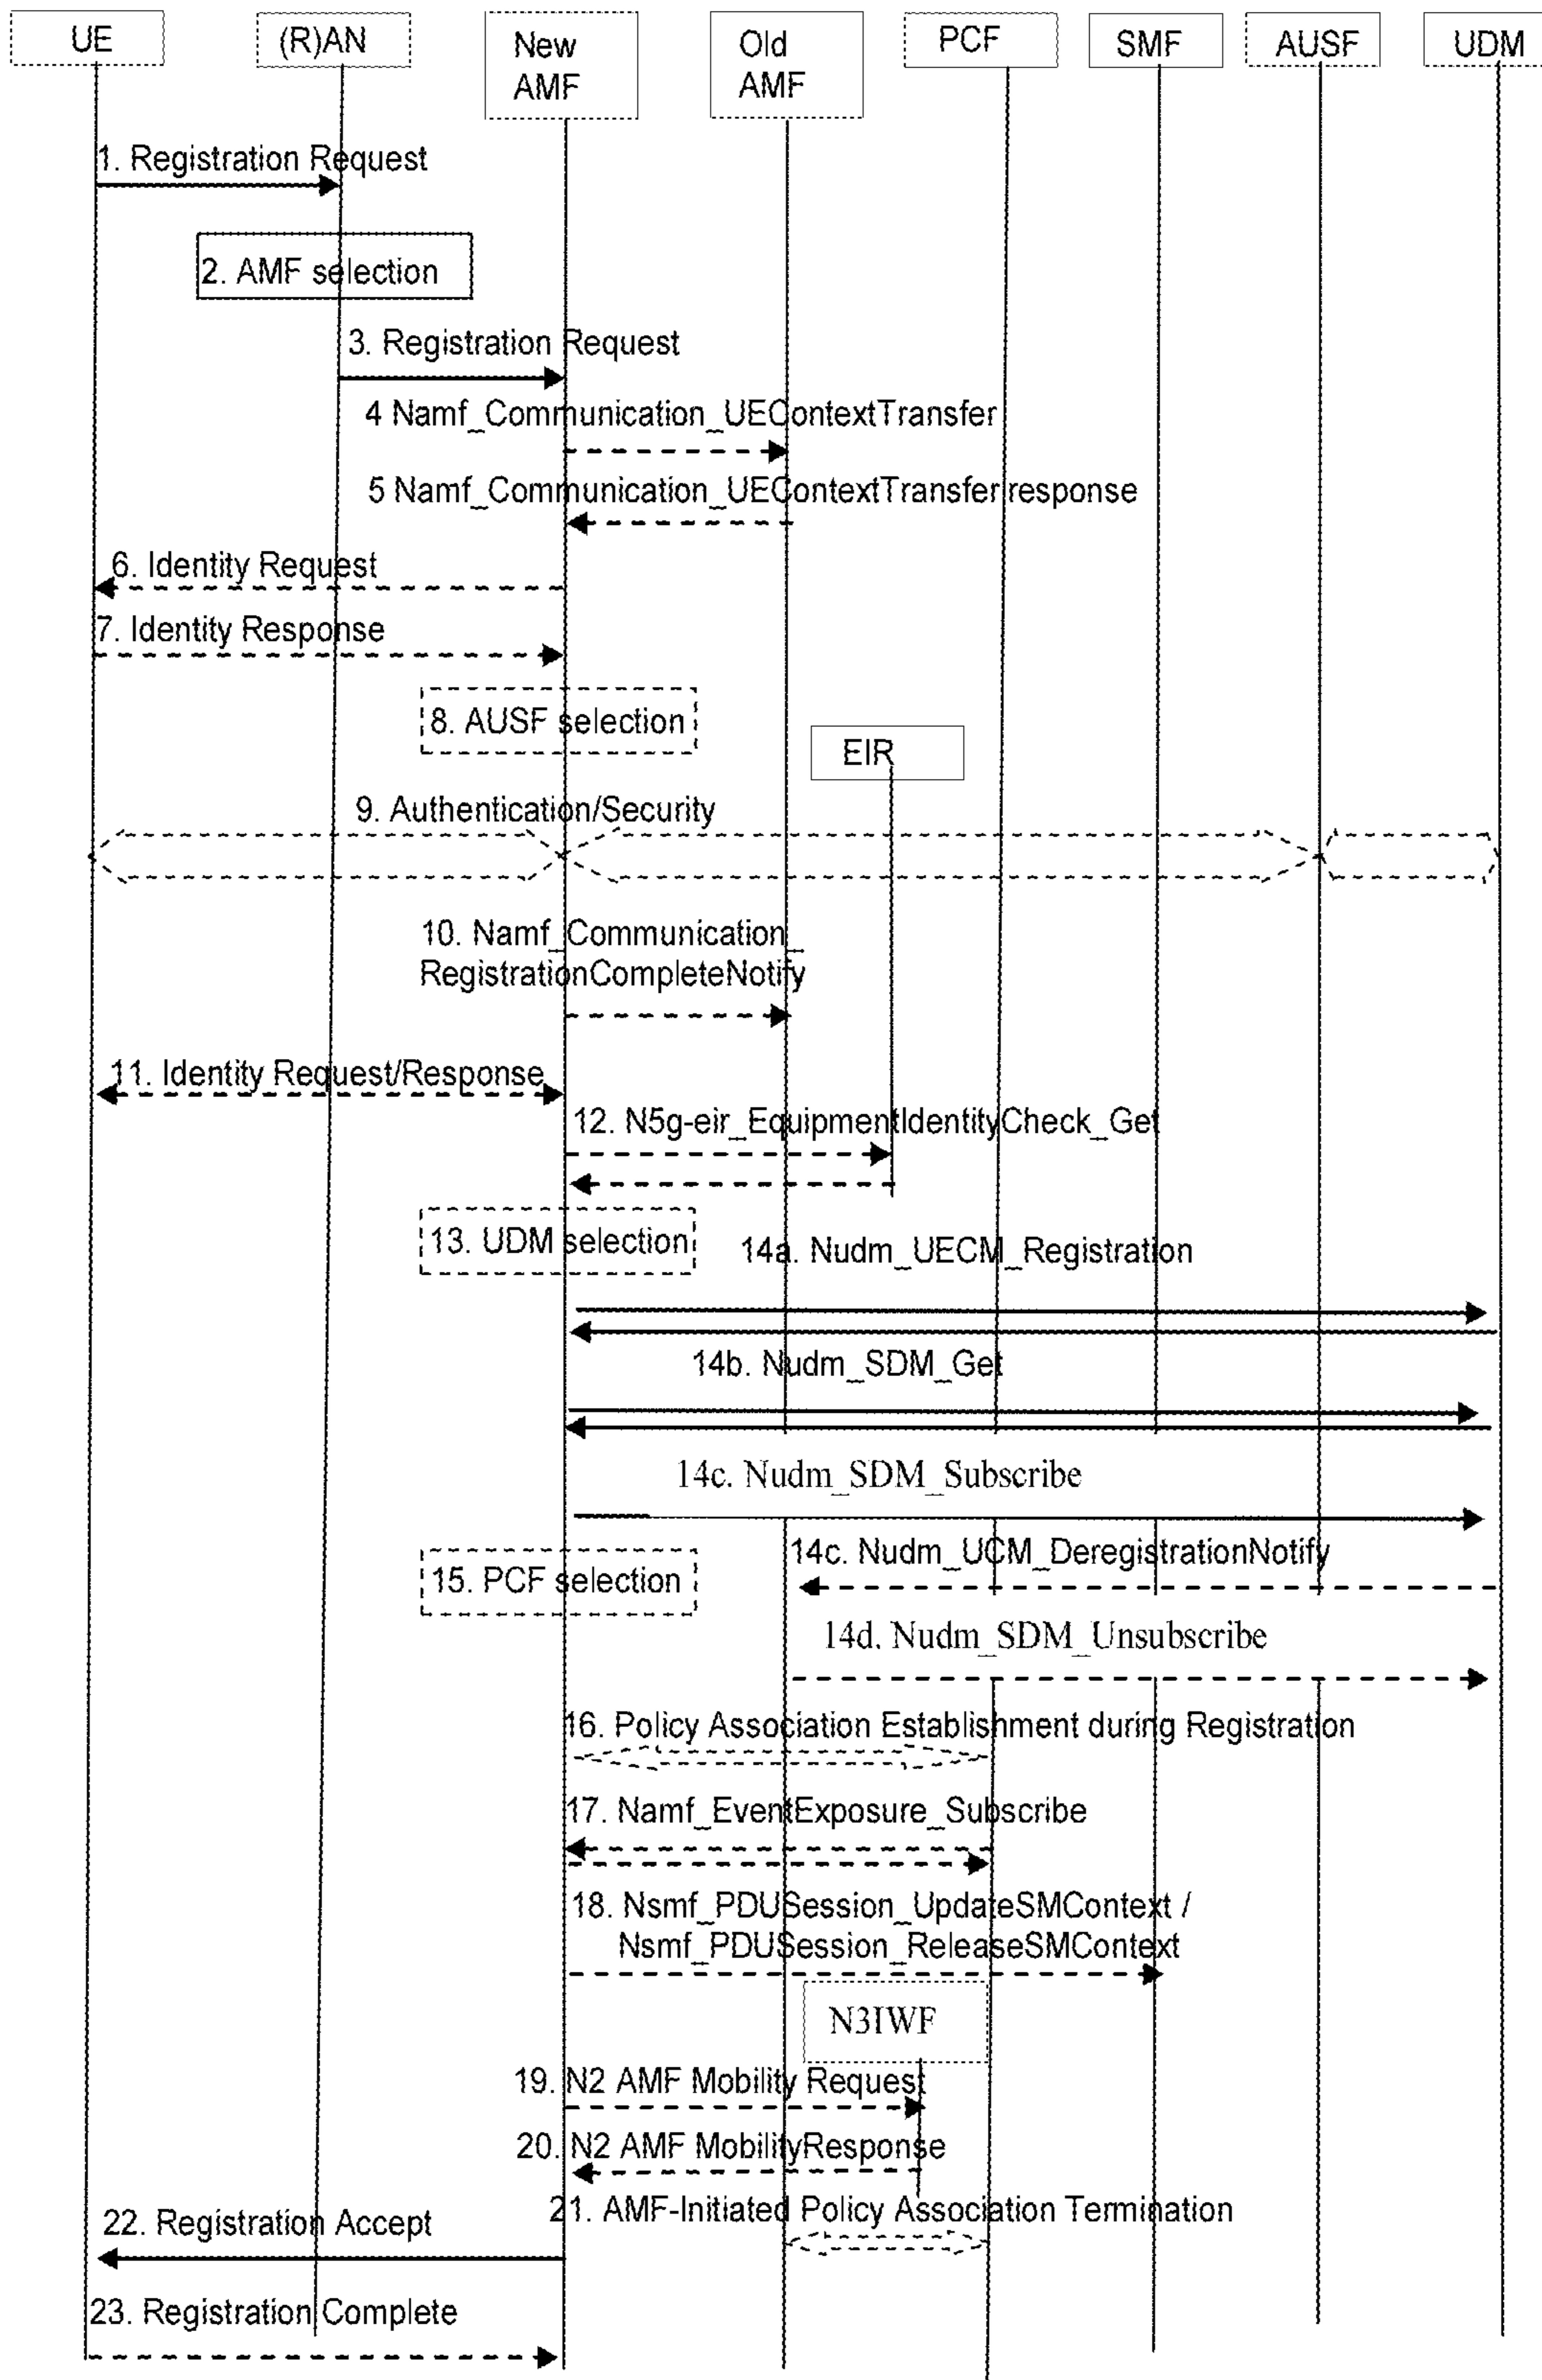 UE
(R)AN
New
AMF
Old
AMF
PCF
SMF
AUSF
UDM
1. Registration Request
2. AMF selection
3. Registration Request
4 Namf_Communication_UEContextTransfer
5 Namf_Communication_UEContextTransfer response
6. Identity Request
7. Identity Response
8. AUSF selection
EIR
9. Authentication/Security
10. Namf_Communication_
RegistrationCompleteNotify
11. Identity Request/Response
12. N5g-eir_EquipmentIdentityCheck_Get
13. UDM selection
14a. Nudm_UECM_Registration
14b. Nudm_SDM_Get
14c. Nudm_SDM_Subscribe
14c. Nudm_UCM_DeregistrationNotify
15. PCF selection
14d. Nudm_SDM_Unsubscribe
16. Policy Association Establishment during Registration
17. Namf_EventExposure_Subscribe
18. Nsmf_PDUSession_UpdateSMContext /
Nsmf_PDUSession_ReleaseSMContext
N3IWF
19. N2 AMF Mobility Request
20. N2 AMF MobilityResponse
21. AMF-Initiated Policy Association Termination
22. Registration Accept
23. Registration Complete